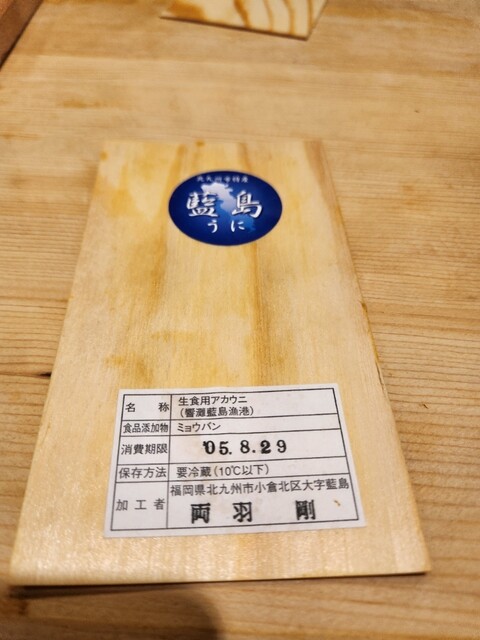 藍島
うに
名 称 生食用アカウニ
(響灘藍島漁港)
食品添加物 ミョウバン
消費期限 '05.8.29
保存方法 要冷蔵(10℃以下)
加工者 福岡県北九州市小倉北区大字藍島
両羽 剛